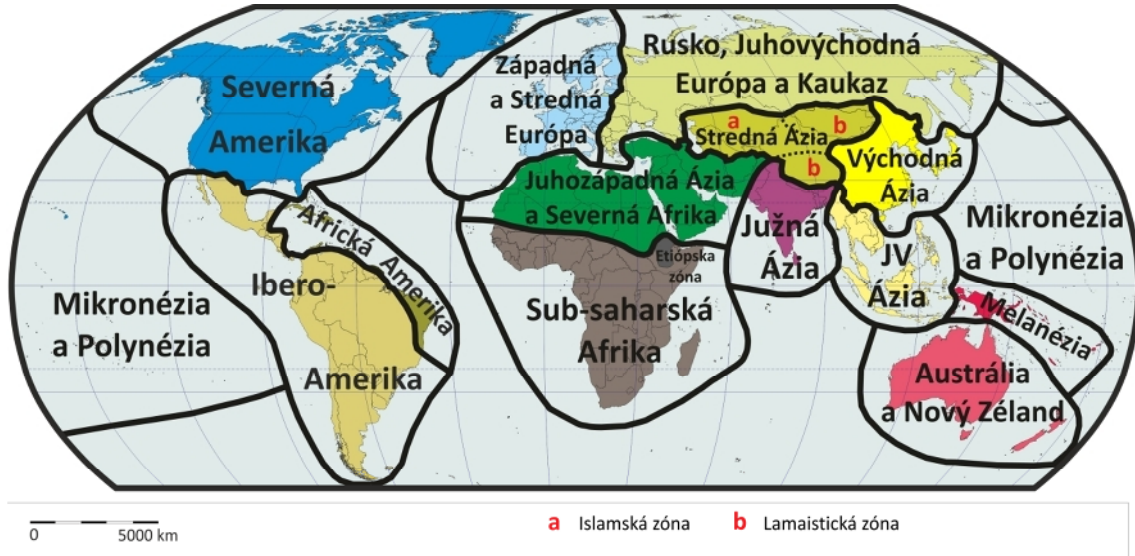 Severná
Amerika
Západná
a Stredná
Európa
Rusko, Juhovýchodná
Európa a Kaukaz
a
b
Stredná Ázia
b
Východná
Ázia
Juhozápadná Ázia
a Severná Afrika
Južná
Ázia
Mikronézia
a Polynézia
Africká Amerika
Etiópska
zóna
JV
Ázia
Ibero-
Amerika
Mikronézia
a Polynézia
Sub-saharská
Afrika
Melanézia
Austrália
a Nový Zéland
0 5000 km
a Islamská zóna
b Lamaistická zóna